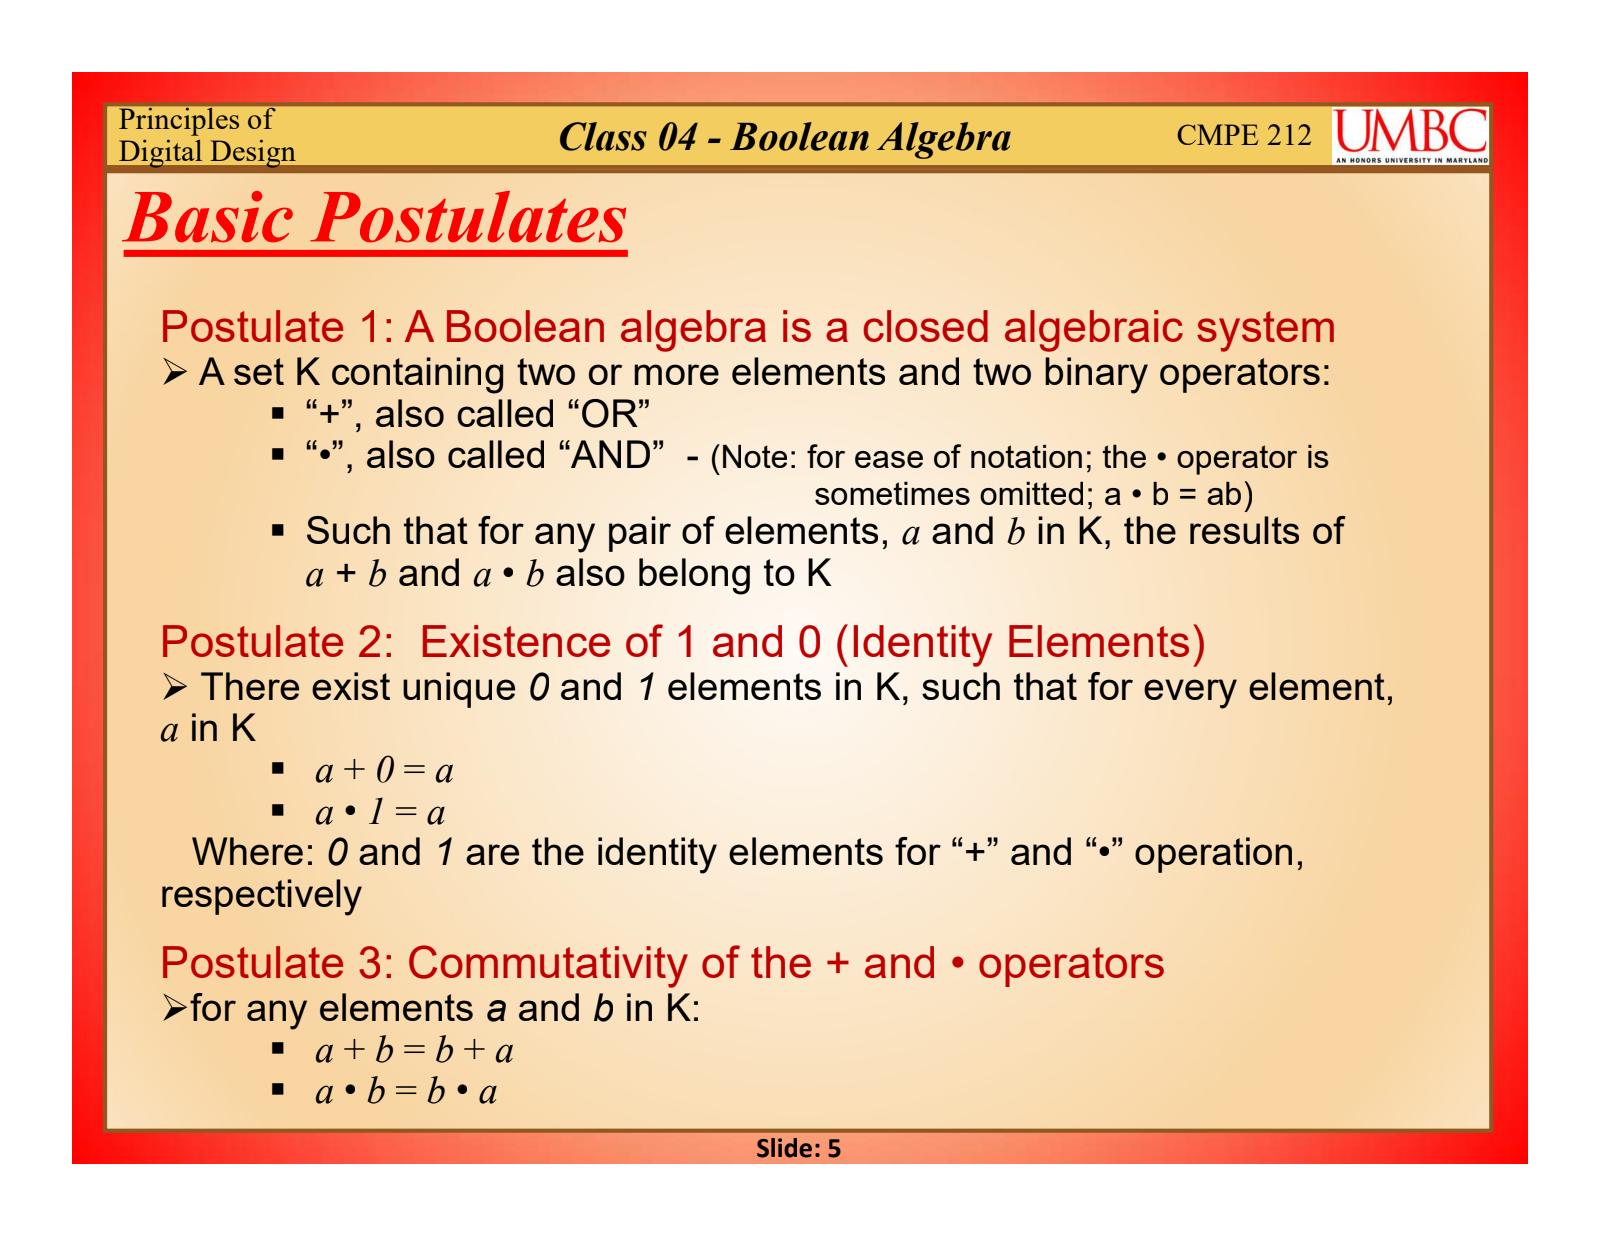 Principles of
Digital Design
Class 04 - Boolean Algebra
CMPE 212
UMBC
AN HONORS UNIVERSITY IN MARYLAND
Basic Postulates
Postulate 1: A Boolean algebra is a closed algebraic system
➢ A set K containing two or more elements and two binary operators:
▪ “+”, also called “OR”
▪ “•”, also called “AND” - (Note: for ease of notation; the • operator is
sometimes omitted; a • b = ab)
▪ Such that for any pair of elements, a and b in K, the results of
a + b and a • b also belong to K
Postulate 2: Existence of 1 and 0 (Identity Elements)
➢ There exist unique 0 and 1 elements in K, such that for every element,
a in K
▪ a + 0 = a
▪ a • 1 = a
Where: 0 and 1 are the identity elements for “+” and “•” operation,
respectively
Postulate 3: Commutativity of the + and • operators
➢for any elements a and b in K:
▪ a + b = b + a
▪ a • b = b • a
Slide: 5